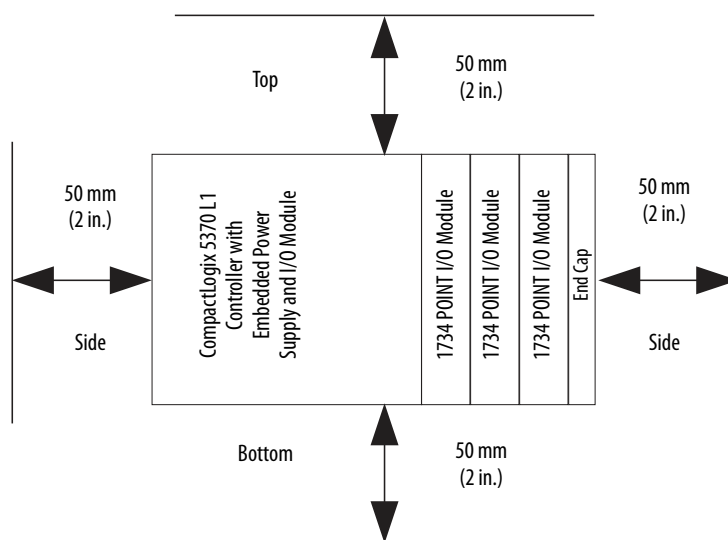 50 mm
(2 in.)
Top
50 mm
(2 in.)
Side
CompactLogix 5370 L1
Controller with
Embedded Power
Supply and I/O Module
1734 POINT I/O Module
1734 POINT I/O Module
1734 POINT I/O Module
End Cap
50 mm
(2 in.)
Side
Bottom
50 mm
(2 in.)